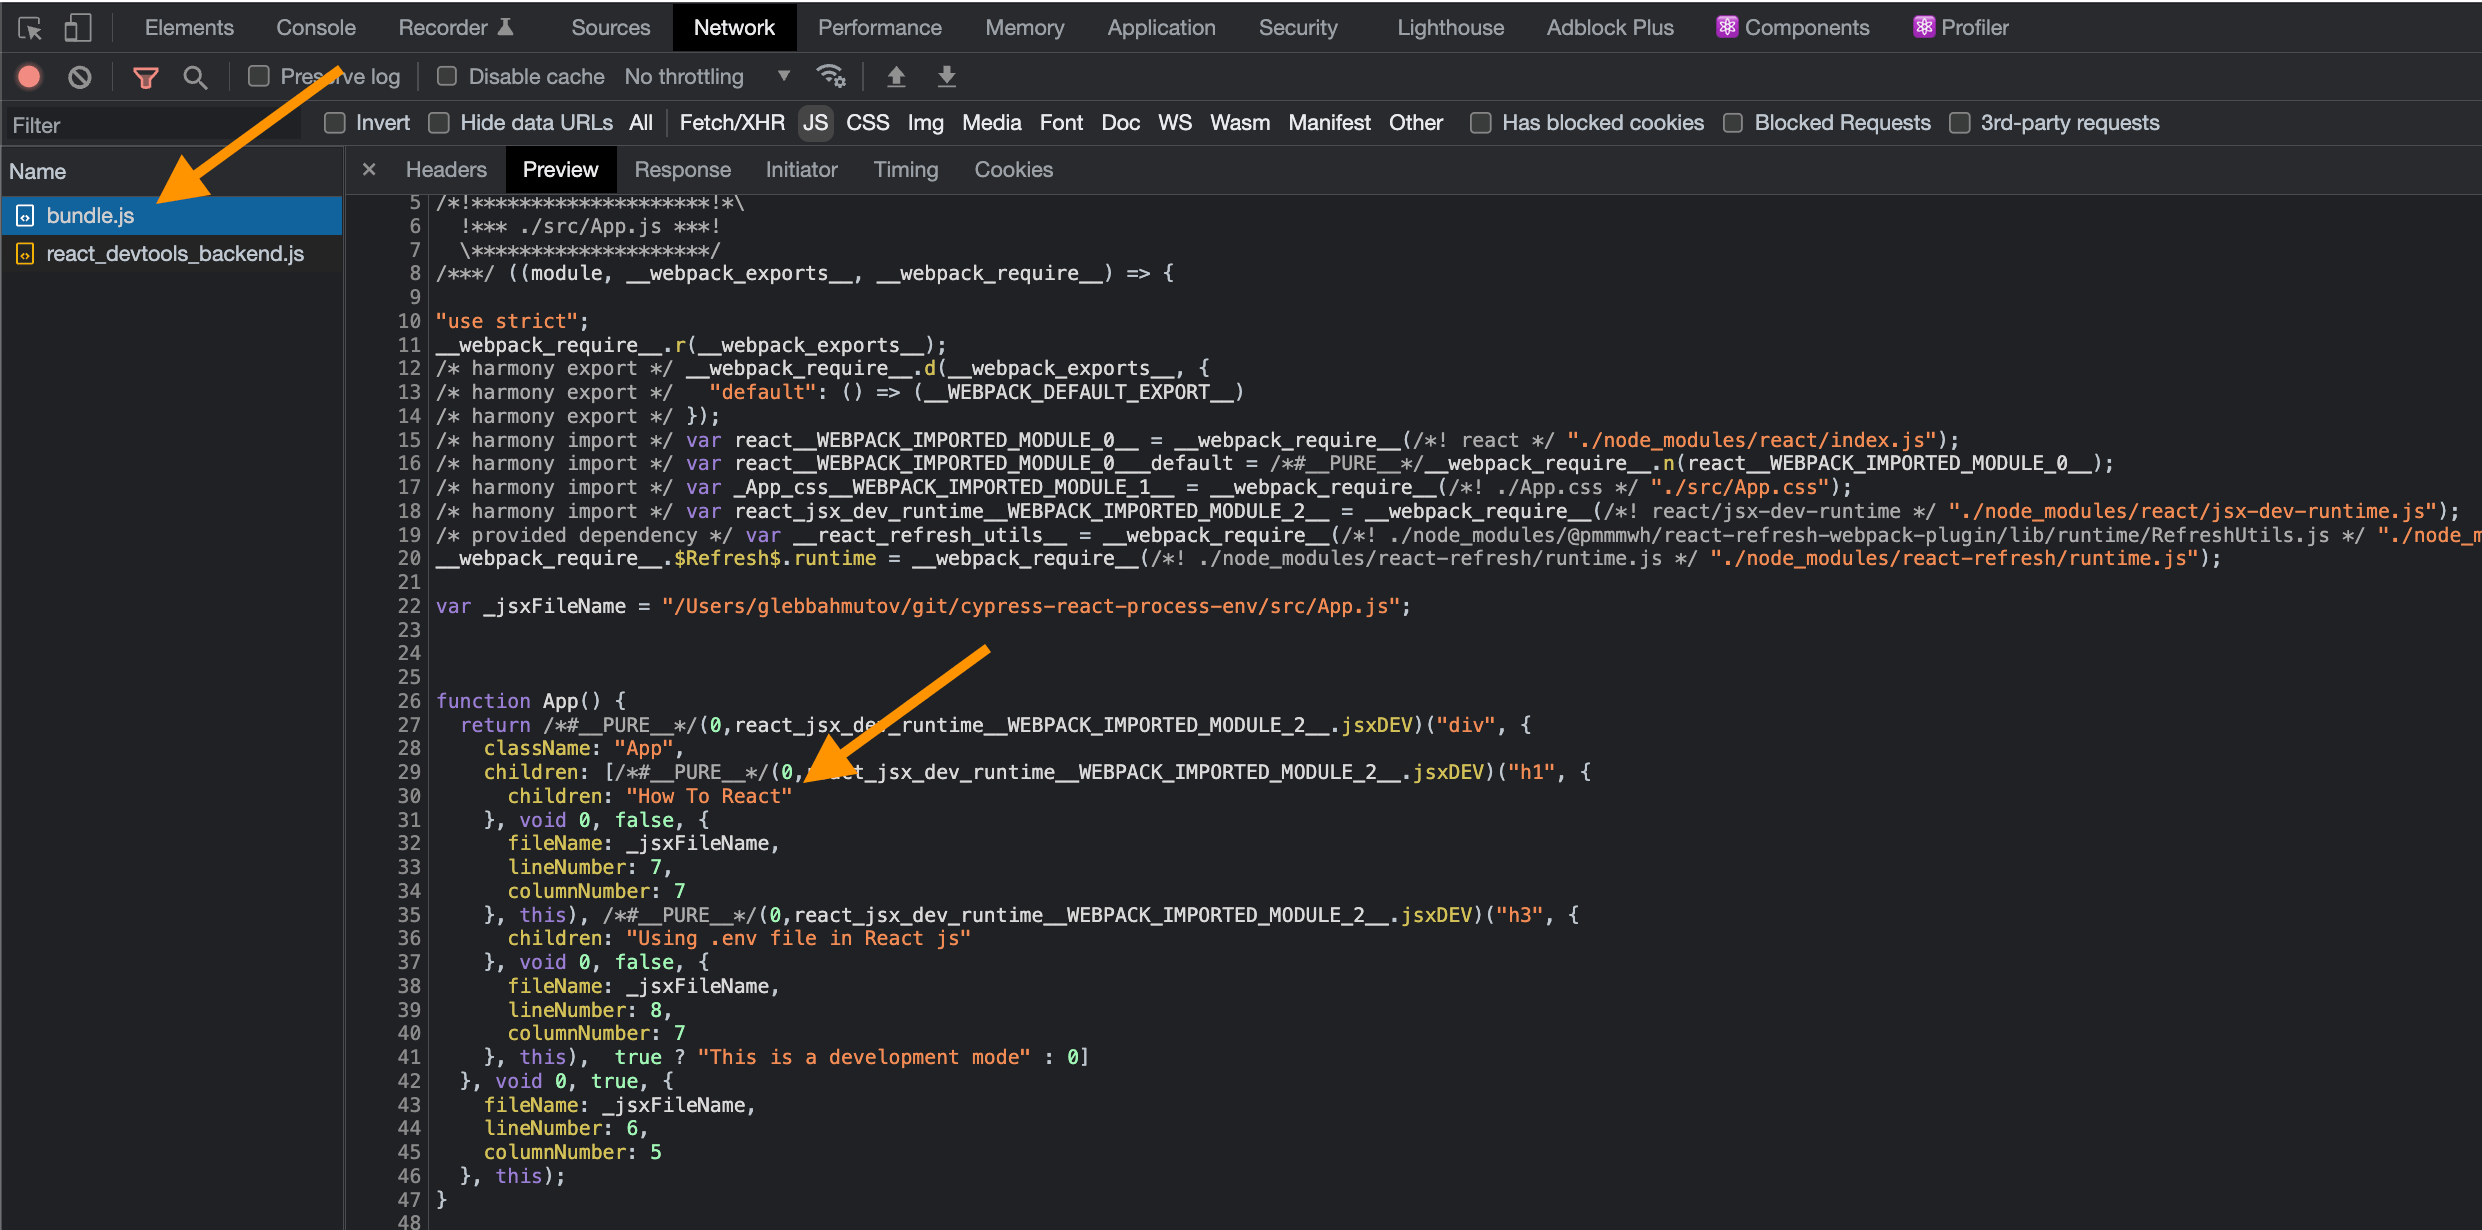 Elements Console Recorder Sources Network Performance Memory Application Security Lighthouse Adblock Plus Components Profiler
Preserve log Disable cache No throttling
Filter Invert Hide data URLs All Fetch/XHR JS CSS Img Media Font Doc WS Wasm Manifest Other Has blocked cookies Blocked Requests 3rd-party requests
Name
bundle.js
react_devtools_backend.js
× Headers Preview Response Initiator Timing Cookies
5 /*!********************!*\
6   !*** ./src/App.js ***!
7   \********************/
8 /***/ ((module, __webpack_exports__, __webpack_require__) => {
9
10 "use strict";
11 __webpack_require__.r(__webpack_exports__);
12 /* harmony export */ __webpack_require__.d(__webpack_exports__, {
13 /* harmony export */   "default": () => (__WEBPACK_DEFAULT_EXPORT__)
14 /* harmony export */ });
15 /* harmony import */ var react__WEBPACK_IMPORTED_MODULE_0__ = __webpack_require__(/*! react */ "./node_modules/react/index.js");
16 /* harmony import */ var react__WEBPACK_IMPORTED_MODULE_0___default = /*#__PURE__*/__webpack_require__.n(react__WEBPACK_IMPORTED_MODULE_0__);
17 /* harmony import */ var _App_css__WEBPACK_IMPORTED_MODULE_1__ = __webpack_require__(/*! ./App.css */ "./src/App.css");
18 /* harmony import */ var react_jsx_dev_runtime__WEBPACK_IMPORTED_MODULE_2__ = __webpack_require__(/*! react/jsx-dev-runtime */ "./node_modules/react/jsx-dev-runtime.js");
19 /* provided dependency */ var __react_refresh_utils__ = __webpack_require__(/*! ./node_modules/@pmmmwh/react-refresh-webpack-plugin/lib/runtime/RefreshUtils.js */ "./node_m
20 __webpack_require__.$Refresh$.runtime = __webpack_require__(/*! ./node_modules/react-refresh/runtime.js */ "./node_modules/react-refresh/runtime.js");
21
22 var _jsxFileName = "/Users/glebbahmutov/git/cypress-react-process-env/src/App.js";
23
24
25
26 function App() {
27   return /*#__PURE__*/(0,react_jsx_dev_runtime__WEBPACK_IMPORTED_MODULE_2__.jsxDEV)("div", {
28     className: "App",
29     children: [/*#__PURE__*/(0,react_jsx_dev_runtime__WEBPACK_IMPORTED_MODULE_2__.jsxDEV)("h1", {
30       children: "How To React"
31     }, void 0, false, {
32       fileName: _jsxFileName,
33       lineNumber: 7,
34       columnNumber: 7
35     }, this), /*#__PURE__*/(0,react_jsx_dev_runtime__WEBPACK_IMPORTED_MODULE_2__.jsxDEV)("h3", {
36       children: "Using .env file in React js"
37     }, void 0, false, {
38       fileName: _jsxFileName,
39       lineNumber: 8,
40       columnNumber: 7
41     }, this),  true ? "This is a development mode" : 0]
42   }, void 0, true, {
43     fileName: _jsxFileName,
44     lineNumber: 6,
45     columnNumber: 5
46   }, this);
47 }
48